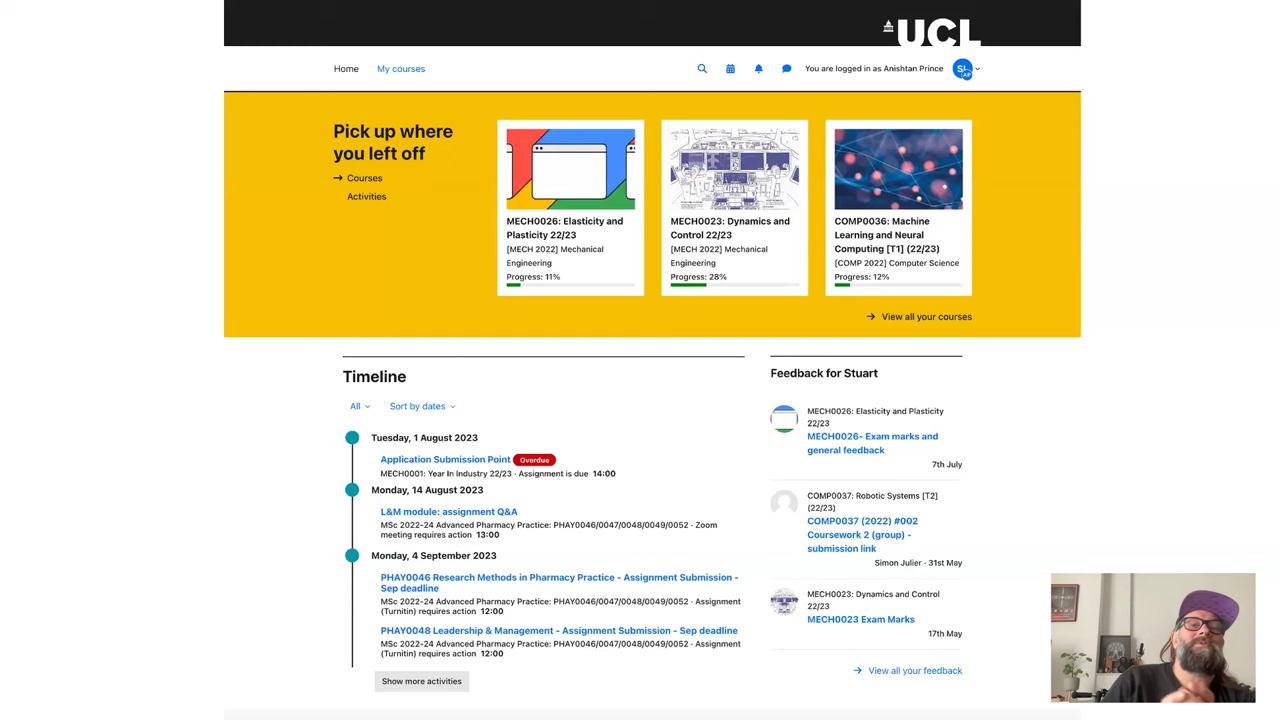 UCL
Home
My courses
You are logged in as Anishtan Prince
AP
Pick up where
you left off
→ Courses
Activities
MECH0026: Elasticity and
Plasticity 22/23
[MECH 2022] Mechanical
Engineering
Progress: 11%
MECH0023: Dynamics and
Control 22/23
[MECH 2022] Mechanical
Engineering
Progress: 28%
COMP0036: Machine
Learning and Neural
Computing [T1] (22/23)
[COMP 2022] Computer Science
Progress: 12%
→ View all your courses
Timeline
All
Sort by dates
Tuesday, 1 August 2023
Application Submission Point Overdue
MECH0001: Year In Industry 22/23 · Assignment is due 14:00
Monday, 14 August 2023
L&M module: assignment Q&A
MSc 2022-24 Advanced Pharmacy Practice: PHAY0046/0047/0048/0049/0052 · Zoom
meeting requires action 13:00
Monday, 4 September 2023
PHAY0046 Research Methods in Pharmacy Practice - Assignment Submission -
Sep deadline
MSc 2022-24 Advanced Pharmacy Practice: PHAY0046/0047/0048/0049/0052 · Assignment
(Turnitin) requires action 12:00
PHAY0048 Leadership & Management - Assignment Submission - Sep deadline
MSc 2022-24 Advanced Pharmacy Practice: PHAY0046/0047/0048/0049/0052 · Assignment
(Turnitin) requires action 12:00
Show more activities
Feedback for Stuart
MECH0026: Elasticity and Plasticity
22/23
MECH0026- Exam marks and
general feedback
7th July
COMP0037: Robotic Systems [T2]
(22/23)
COMP0037 (2022) #002
Coursework 2 (group) -
submission link
Simon Julier · 31st May
MECH0023: Dynamics and Control
22/23
MECH0023 Exam Marks
17th May
→ View all your feedback